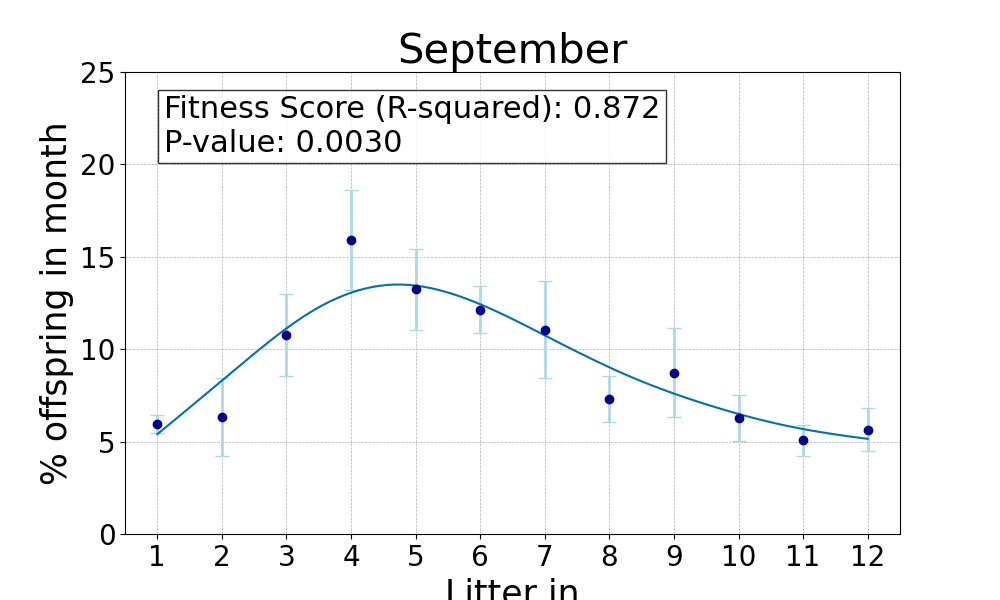 September
Fitness Score (R-squared): 0.872
P-value: 0.0030
% offspring in month
25
20
15
10
5
0
1 2 3 4 5 6 7 8 9 10 11 12
Litter in